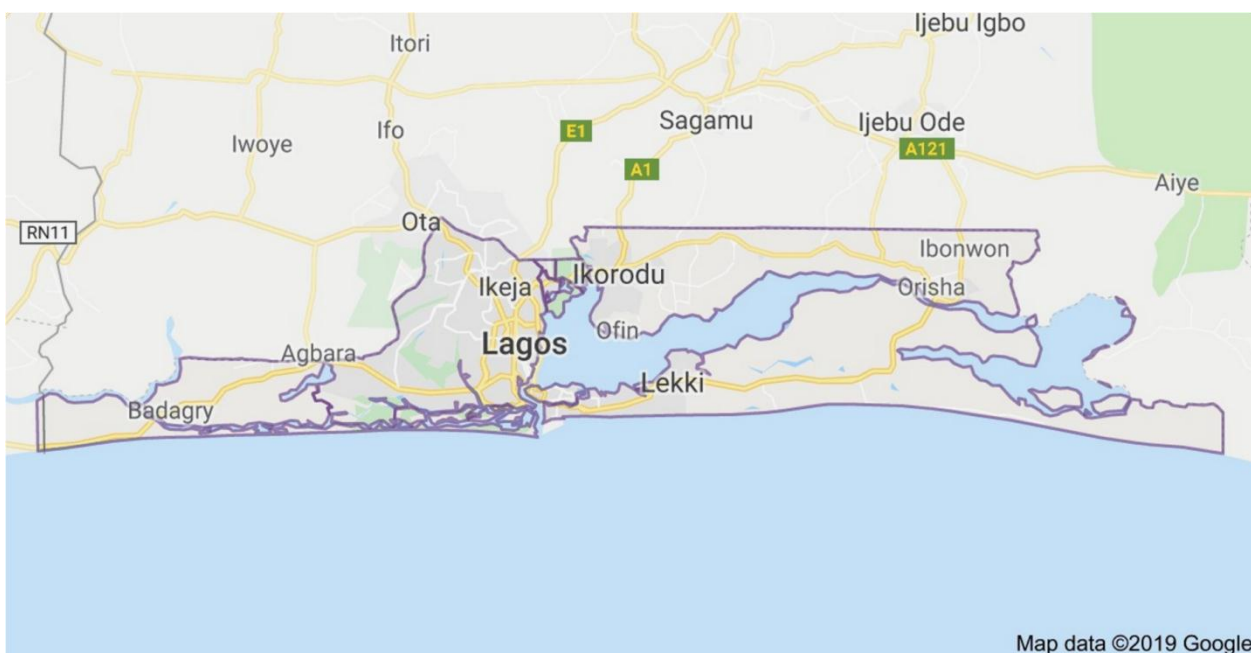 Ijebu Igbo
Itori
Sagamu
Ijebu Ode
Ifo
E1
Iwoye
A121
A1
Aiye
Ota
RN11
Ibonwon
Ikorodu
Ikeja
Orisha
Ofin
Lagos
Agbara
Lekki
Badagry
Map data ©2019 Google